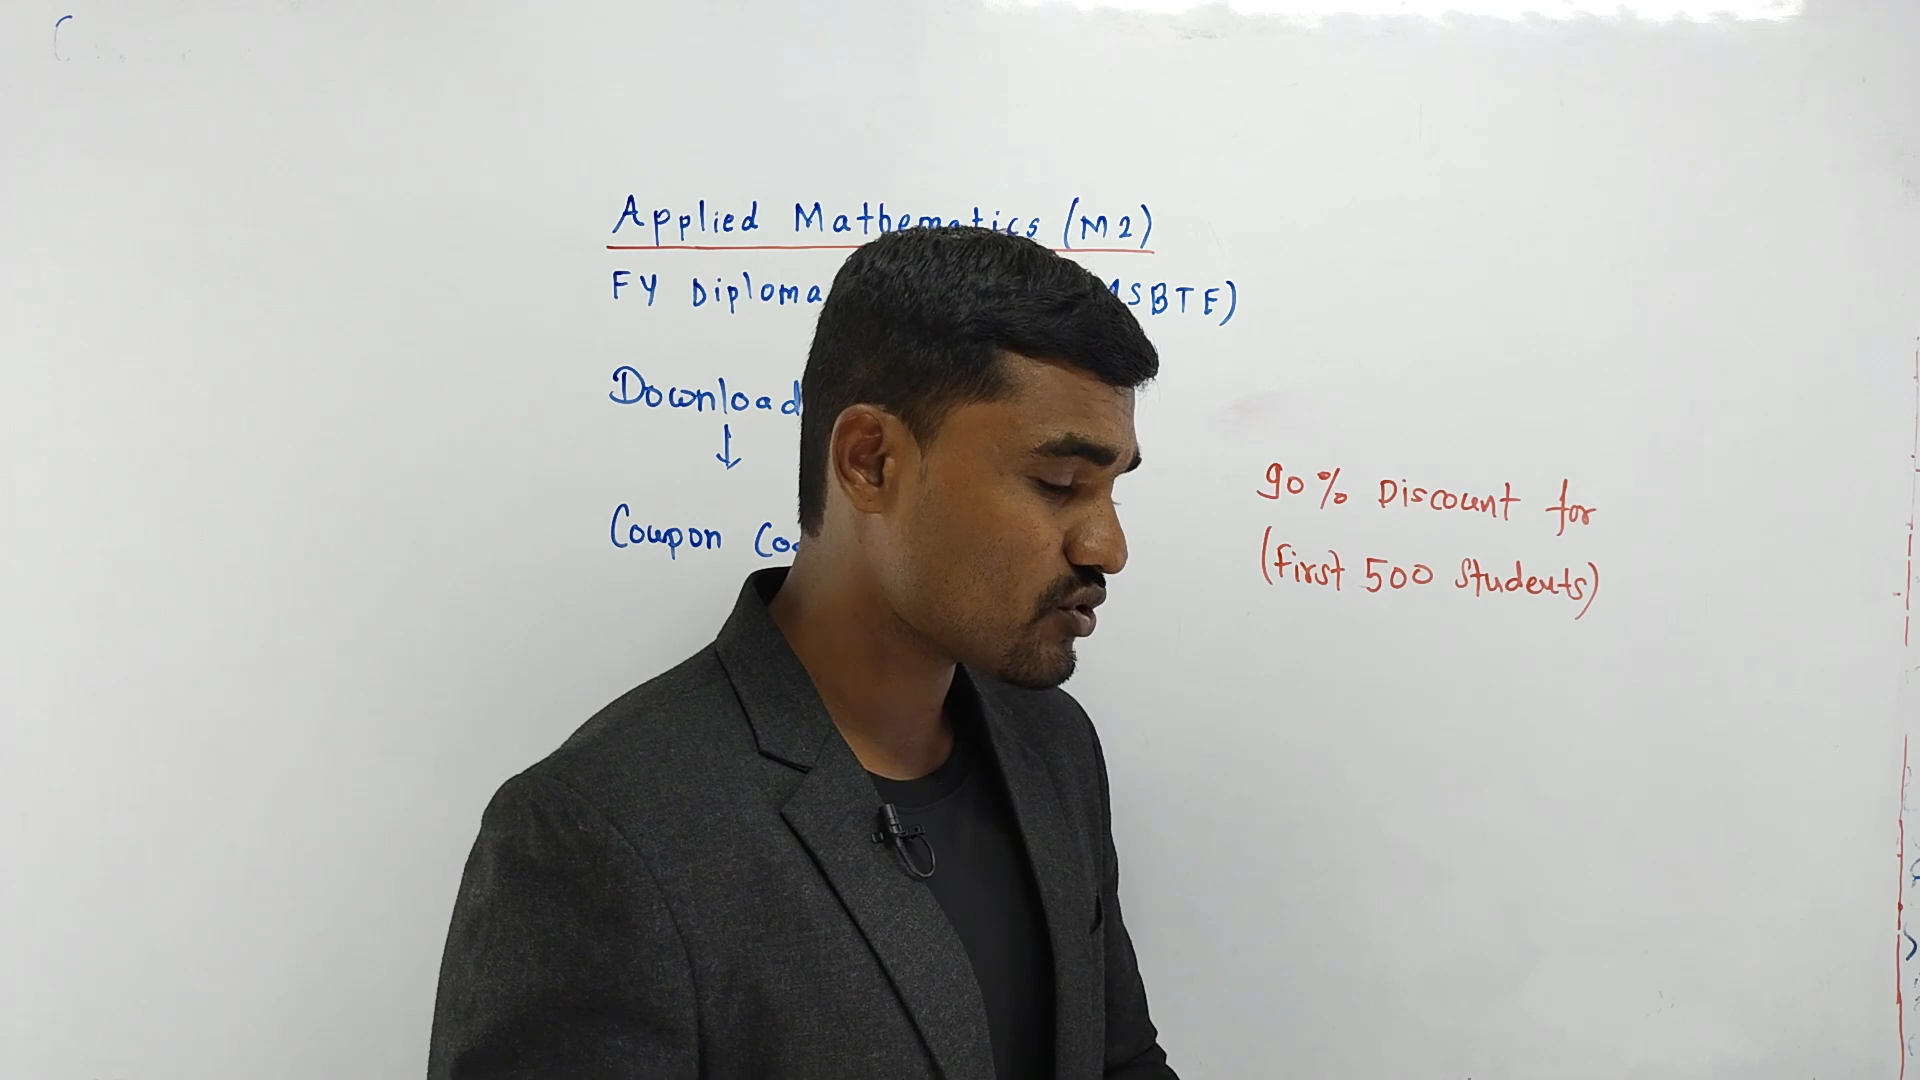 Applied Mathematics (M2)
FY Diploma
Download
↓
Coupon
90% Discount for
(First 500 Students)